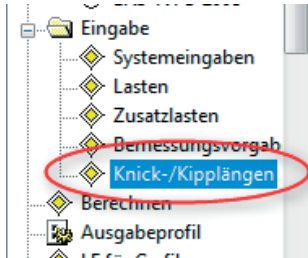 Eingabe
Systemeingaben
Lasten
Zusatzlasten
Bemessungsvorgab
Knick-/Kipplängen
Berechnen
Ausgabeprofil